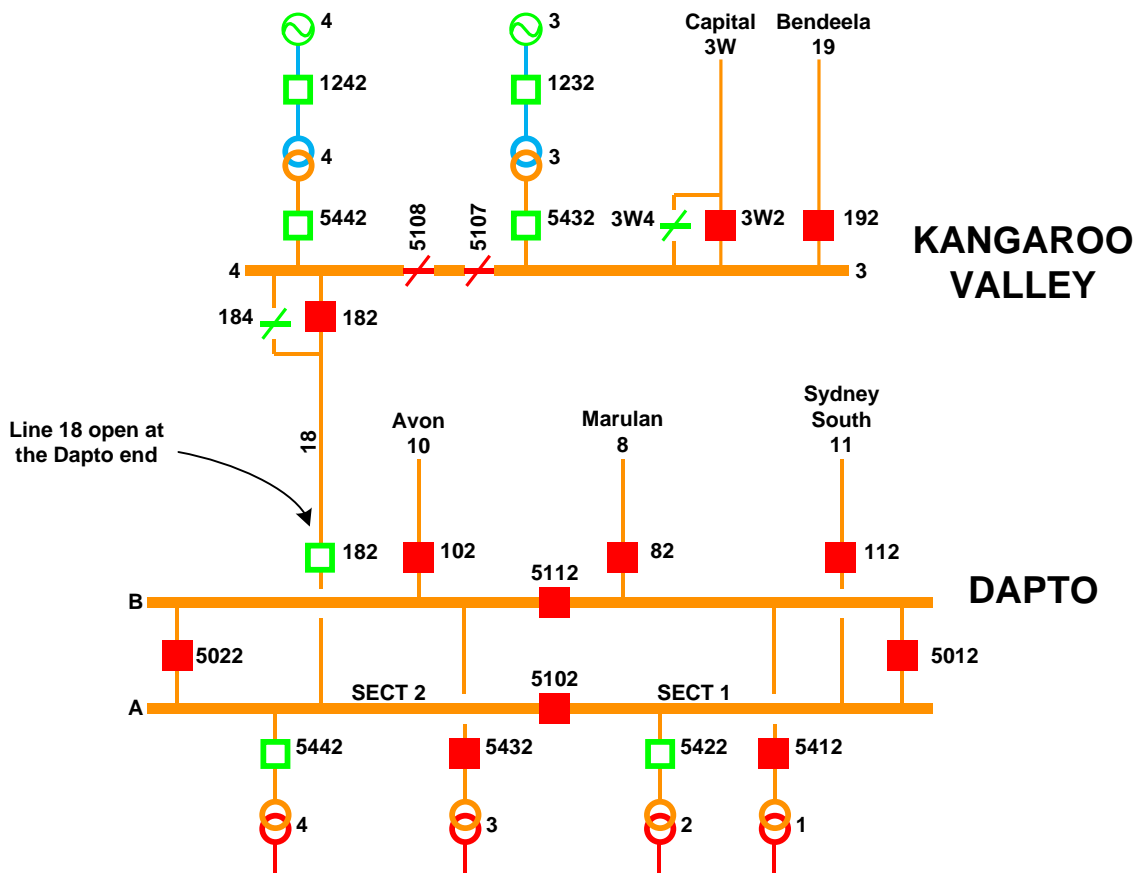 4
3
Capital
3W
Bendeela
19
1242
1232
4
3
5442
5108
5107
5432
3W4
3W2
192
KANGAROO
VALLEY
4
3
184
182
Line 18 open at
the Dapto end
18
Avon
10
Marulan
8
Sydney
South
11
182
102
82
112
5112
DAPTO
B
5022
5012
5102
SECT 2
SECT 1
A
5442
5432
5422
5412
4
3
2
1